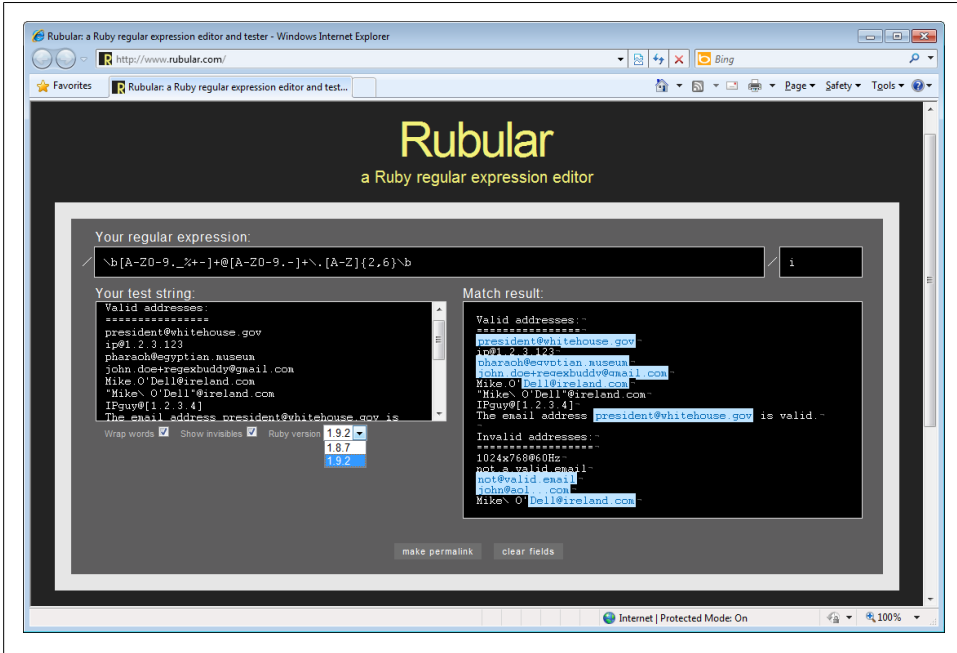 Rubular: a Ruby regular expression editor and tester - Windows Internet Explorer
http://www.rubular.com/
Bing
Favorites
Rubular: a Ruby regular expression editor and test...
Page
Safety
Tools
Rubular
a Ruby regular expression editor
Your regular expression:
/ \b[A-Z0-9._%+-]+@[A-Z0-9.-]+\.[A-Z]{2,6}\b / i
Your test string:
Valid addresses:
================
president@whitehouse.gov
ip@1.2.3.123
pharaoh@egyptian.museum
john.doe+regexbuddy@gmail.com
Mike.O'Dell@ireland.com
"Mike\ O'Dell"@ireland.com
IPguy@[1.2.3.4]
The email address president@whitehouse.gov is
Wrap words
Show invisibles
Ruby version
1.9.2
1.8.7
1.9.2
Match result:
Valid addresses:¬
================¬
president@whitehouse.gov¬
ip@1.2.3.123¬
pharaoh@egyptian.museum¬
john.doe+regexbuddy@gmail.com¬
Mike.O'Dell@ireland.com¬
"Mike\ O'Dell"@ireland.com¬
IPguy@[1.2.3.4]¬
The email address president@whitehouse.gov is valid.¬
¬
Invalid addresses:¬
==================¬
1024x768@60Hz¬
not.a.valid.email¬
not@valid.email¬
john@aol...com¬
Mike\ O'Dell@ireland.com¬
make permalink
clear fields
Internet | Protected Mode: On
100%